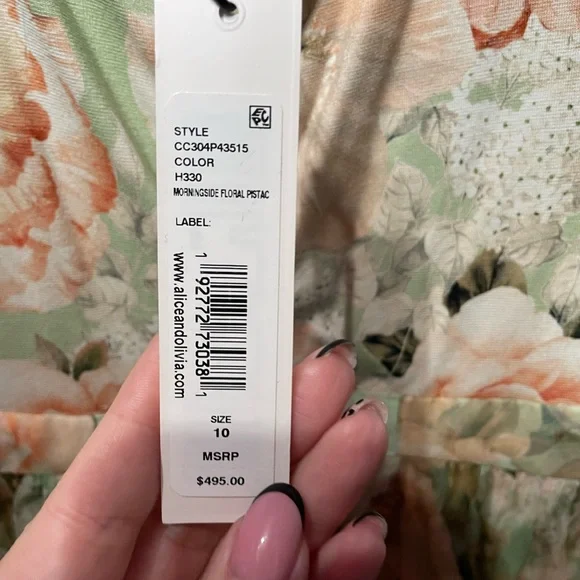 STYLE
CC304P43515
COLOR
H330
MORNINGSIDE FLORAL PISTAC
LABEL:
www.aliceandolivia.com
1 92772 73038 1
SIZE
10
MSRP
$495.00